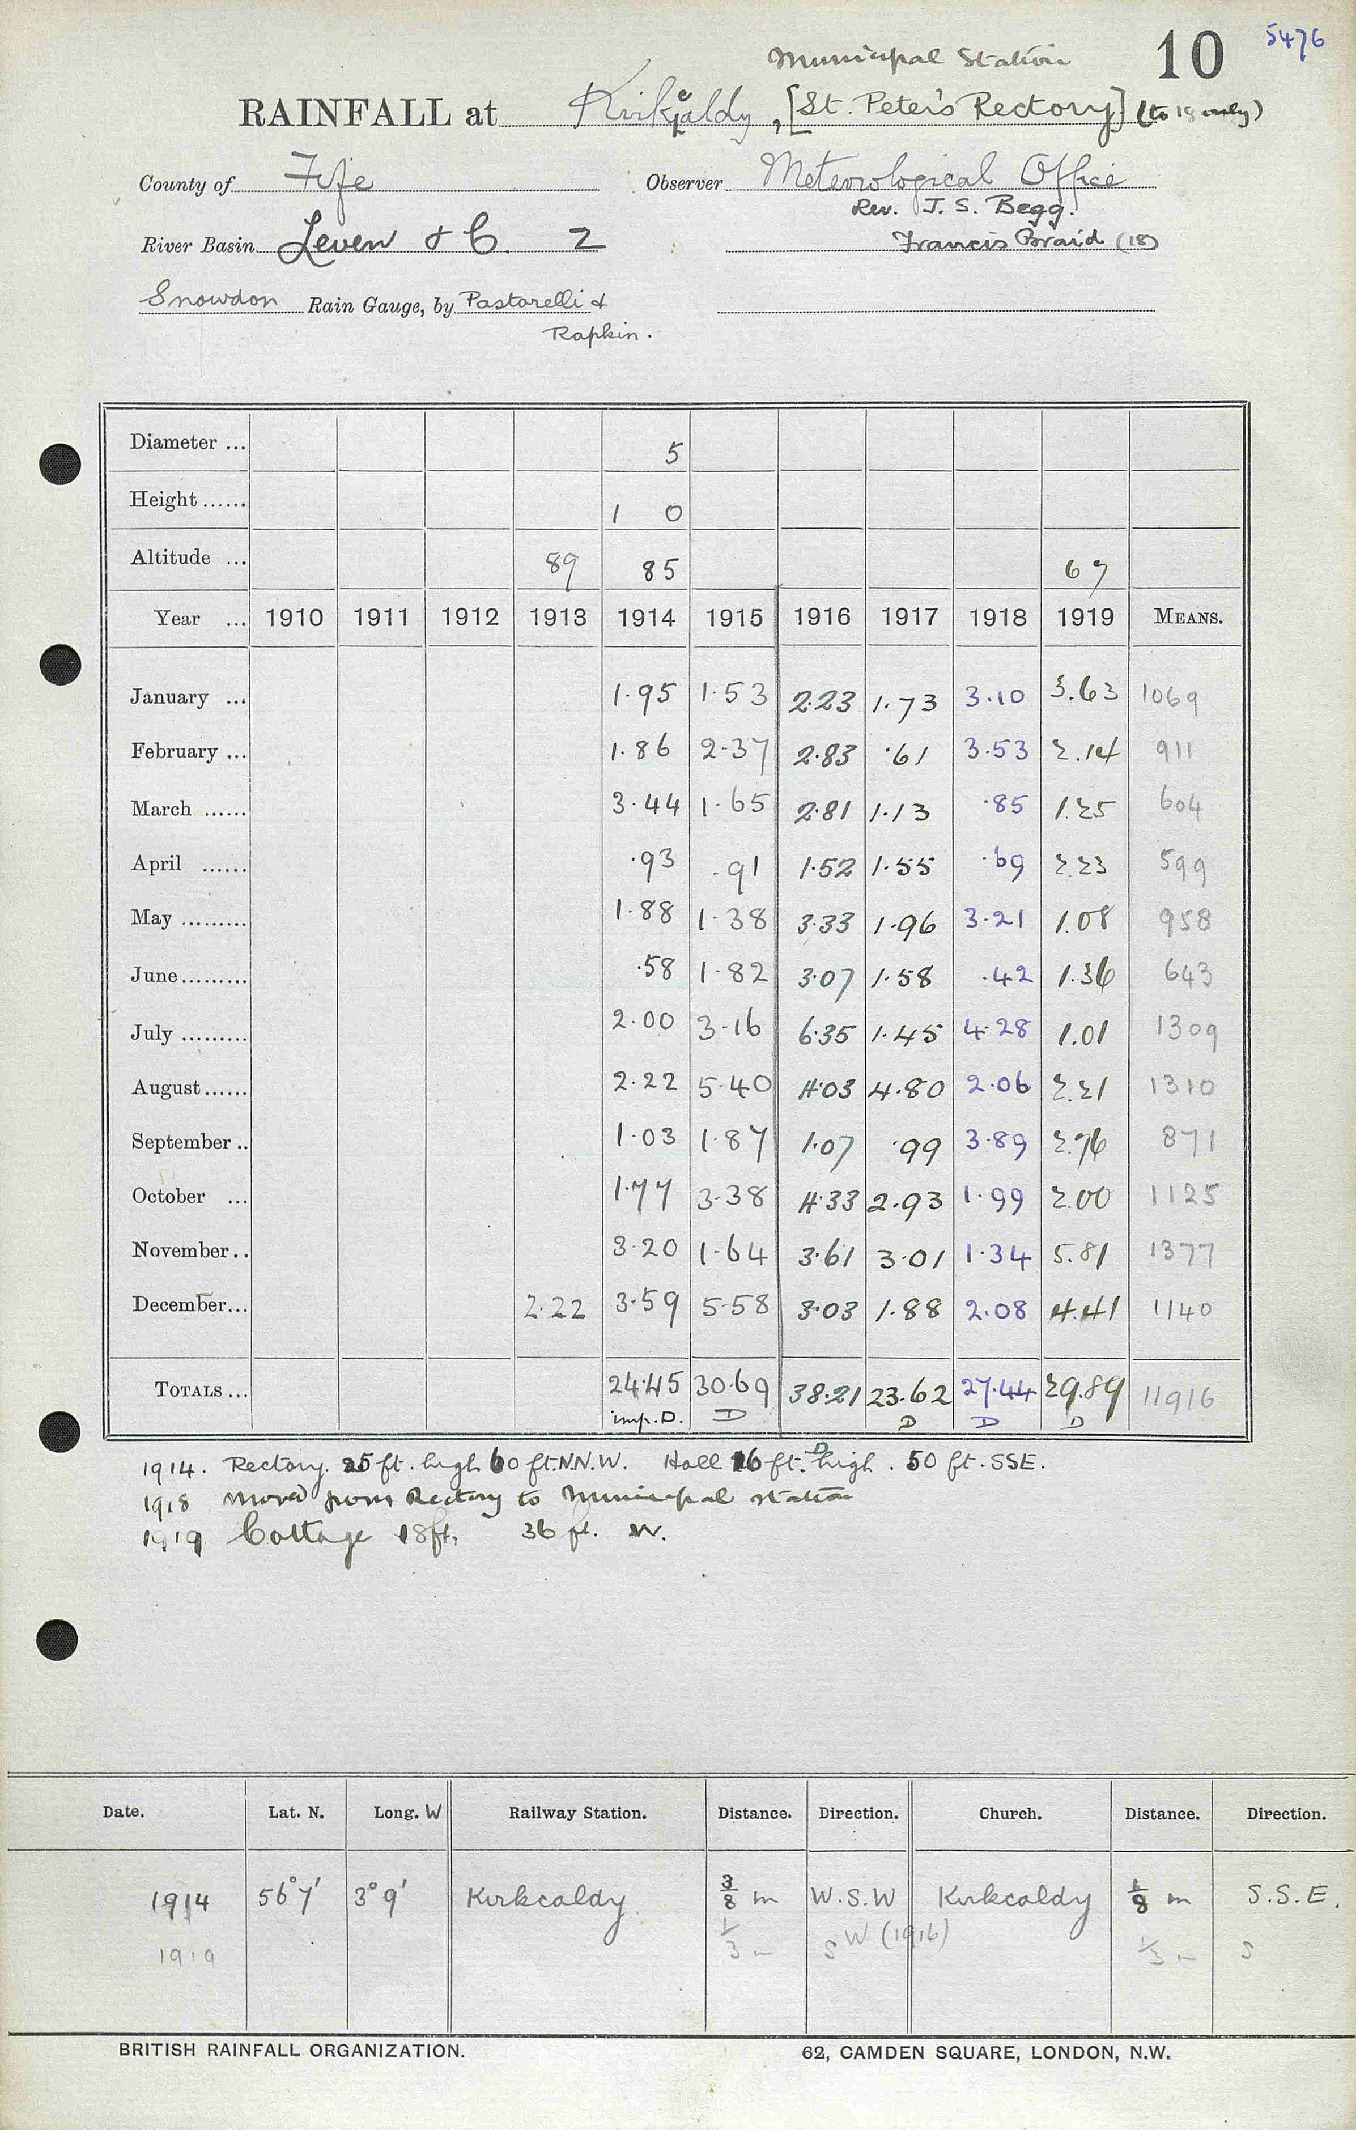 Municipal Station 10 5476
RAINFALL at Kirkcaldy, [St. Peter's Rectory] (to 18 only)
County of Fife Observer Meteorological Office
Rev. J. S. Begg.
River Basin Leven & C. 2 Francis Braid (18)
Snowdon Rain Gauge, by Pastorelli &
Rapkin.
Diameter ... 5
Height ...... 1 0
Altitude ... 89 85 67
Year ... 1910 1911 1912 1913 1914 1915 1916 1917 1918 1919 MEANS.
January ... 1.95 1.53 2.23 1.73 3.10 3.63 1069
February ... 1.86 2.37 2.83 .61 3.53 2.14 911
March ...... 3.44 1.65 2.81 1.13 .85 1.25 604
April ...... .93 .91 1.52 1.55 .69 2.23 599
May ......... 1.88 1.38 3.33 1.96 3.21 1.08 958
June ......... .58 1.82 3.07 1.58 .42 1.36 643
July ......... 2.00 3.16 6.35 1.45 4.28 1.01 1309
August ...... 2.22 5.40 4.03 4.80 2.06 2.21 1310
September .. 1.03 1.87 1.07 .99 3.89 2.76 871
October ... 1.77 3.38 4.33 2.93 1.99 2.00 1125
November .. 3.20 1.64 3.61 3.01 1.34 5.81 1377
December ... 2.22 3.59 5.58 3.03 1.88 2.08 4.41 1140
TOTALS ... 24.45 30.69 38.21 23.62 27.44 29.89 11916
imp. D. D D D D D
1914. Rectory. 25 ft. high 60 ft. N.N.W. Hall 16 ft. high. 50 ft. SSE.
1918 Moved from Rectory to Municipal Station
1919 Cottage 18 ft. 36 ft. W.
Date. Lat. N. Long. W Railway Station. Distance. Direction. Church. Distance. Direction.
1914 56° 7' 3° 9' Kirkcaldy 3/8 m W.S.W Kirkcaldy 1/8 m S.S.E.
1919 1/3 m SW (1916) 1/3 m S
BRITISH RAINFALL ORGANIZATION. 62, CAMDEN SQUARE, LONDON, N.W.